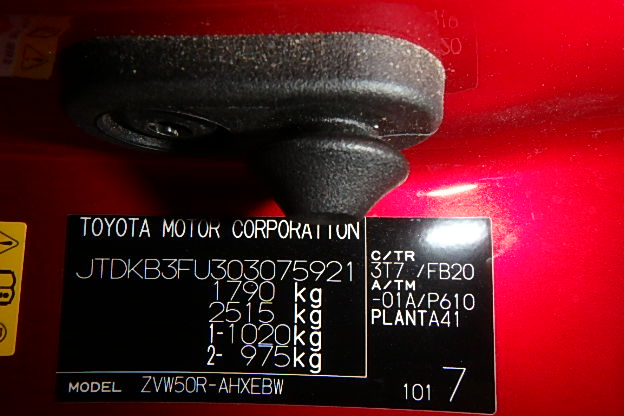 TOYOTA MOTOR CORPORATION
JTDKB3FU303075921
1790 kg
2515 kg
1-1020kg
2- 975kg
C/TR
3T7 /FB20
A/TM
-01A/P610
PLANTA41
MODEL ZVW50R-AHXEBW
101 7